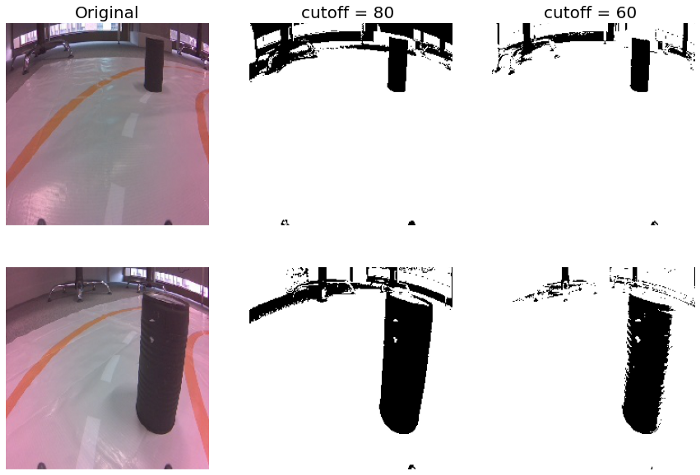 Original
cutoff = 80
cutoff = 60